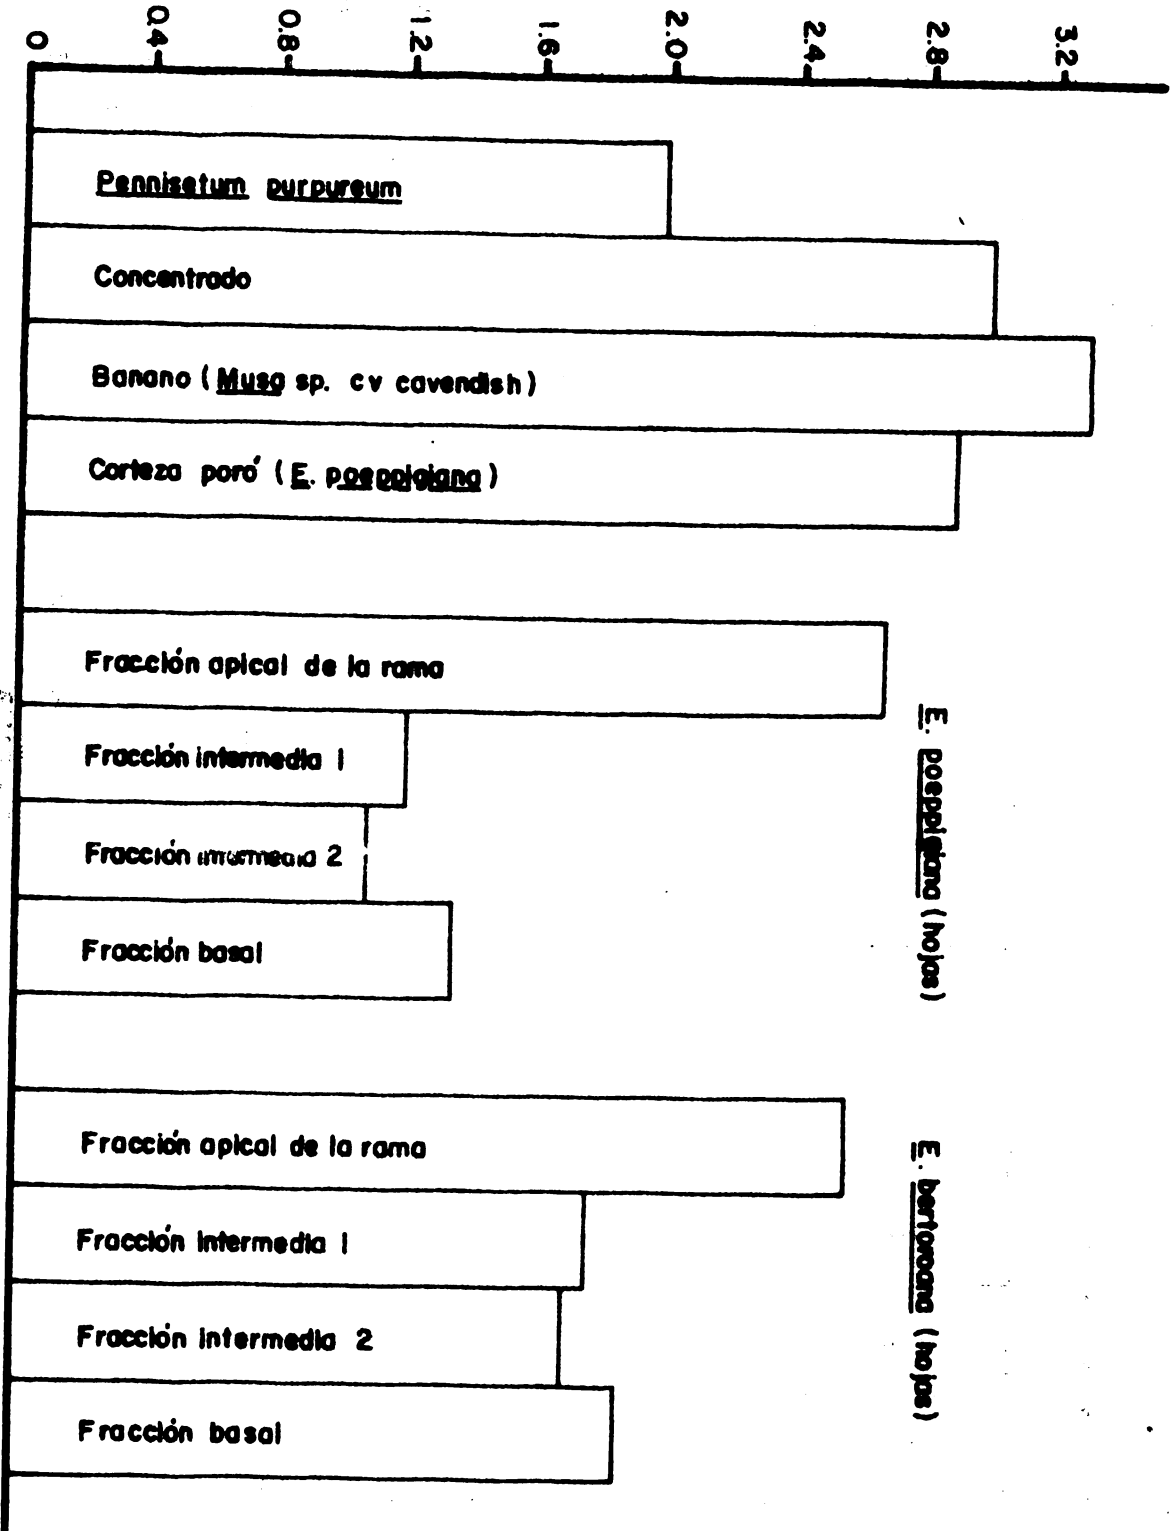 0 0.4 0.8 1.2 1.6 2.0 2.4 2.8 3.2
Pennisetum purpureum
Concentrado
Banano (Musa sp. cv cavendish)
Corteza poró (E. poeppigiana)
E. poeppigiana (hojas)
Fracción apical de la rama
Fracción intermedia 1
Fracción intermedia 2
Fracción basal
E. berteroana (hojas)
Fracción apical de la rama
Fracción intermedia 1
Fracción intermedia 2
Fracción basal